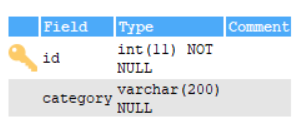 Field Type Comment
id int(11) NOT
NULL
category varchar(200)
NULL